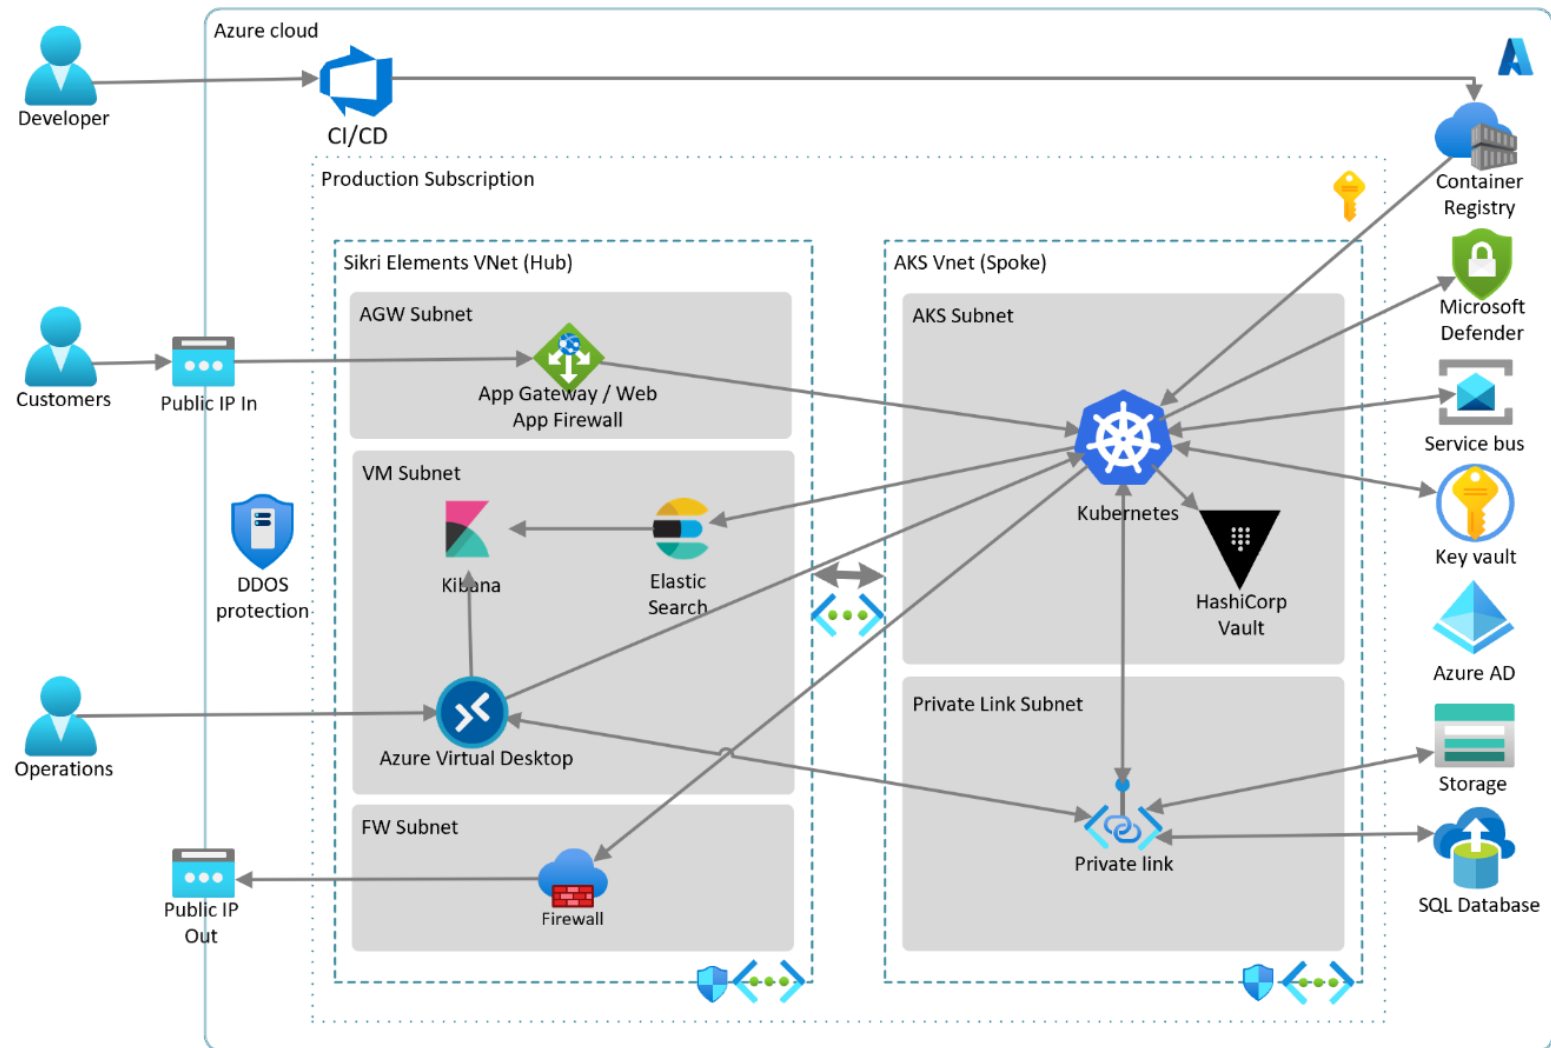 Azure cloud
Developer
CI/CD
Container
Registry
Production Subscription
Sikri Elements VNet (Hub)
AKS Vnet (Spoke)
AGW Subnet
AKS Subnet
Microsoft
Defender
Customers
Public IP In
App Gateway / Web
App Firewall
Service bus
VM Subnet
Kubernetes
Key vault
DDOS
protection
Kibana
Elastic
Search
HashiCorp
Vault
Azure AD
Private Link Subnet
Operations
Azure Virtual Desktop
Storage
FW Subnet
Private link
Public IP
Out
Firewall
SQL Database